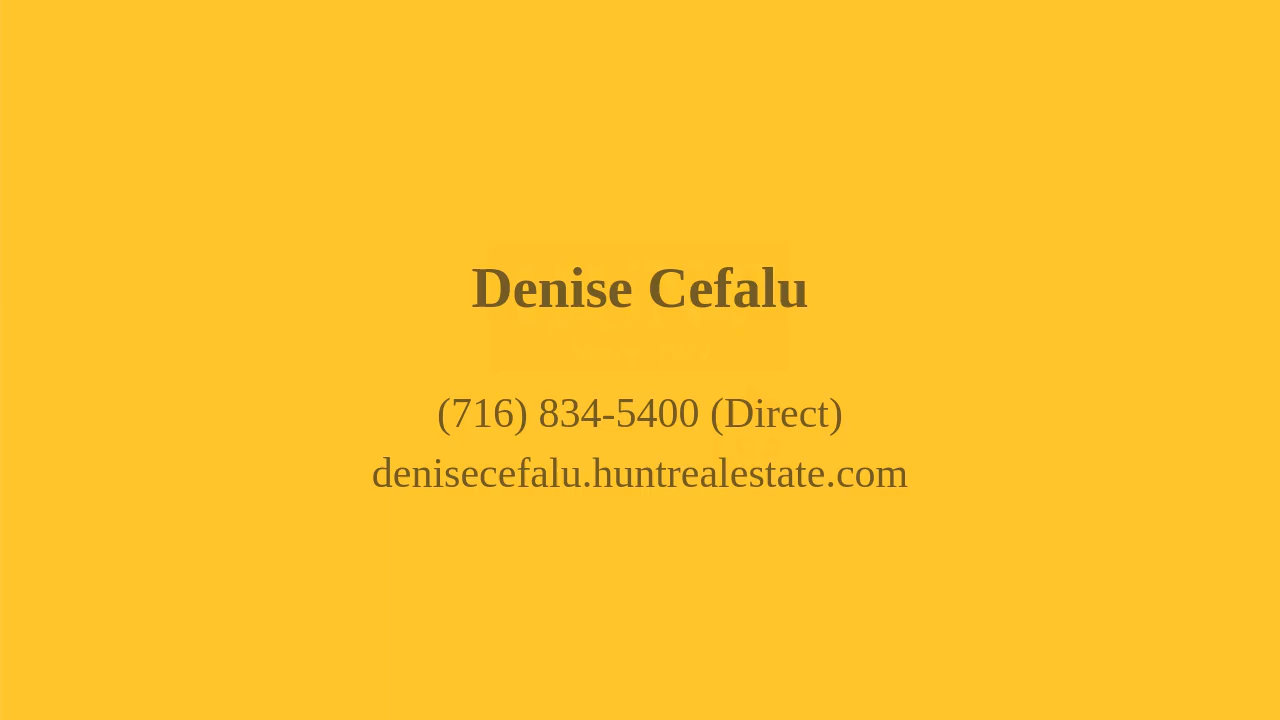 Denise Cefalu
(716) 834-5400 (Direct)
denisecefalu.huntrealestate.com